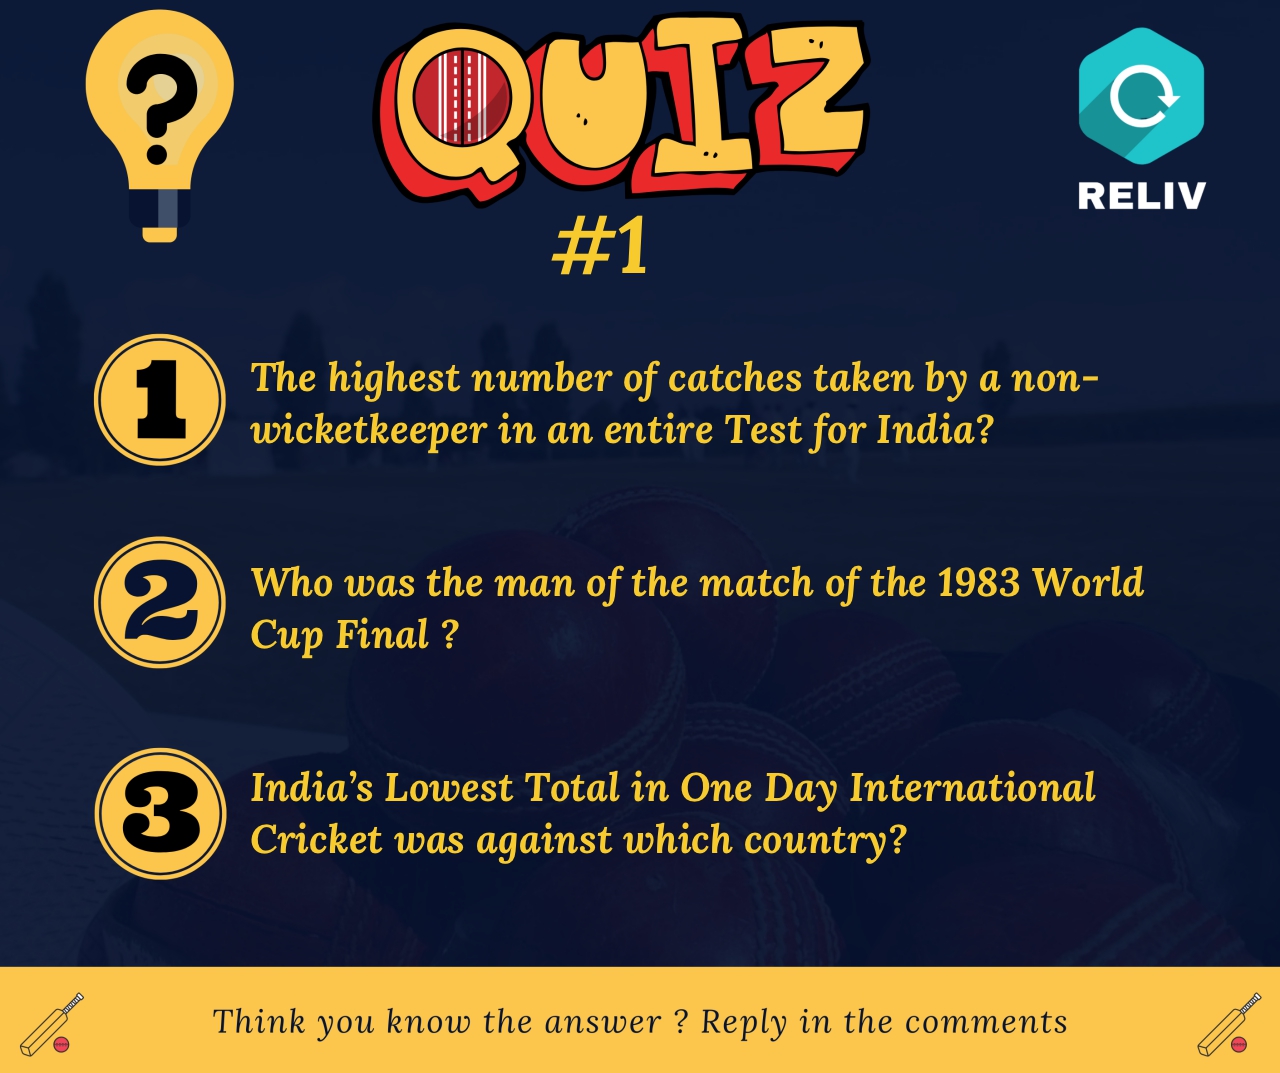 ?
QUIZ
RELIV
#1
1
The highest number of catches taken by a non-
wicketkeeper in an entire Test for India?
2
Who was the man of the match of the 1983 World
Cup Final ?
3
India’s Lowest Total in One Day International
Cricket was against which country?
Think you know the answer ? Reply in the comments